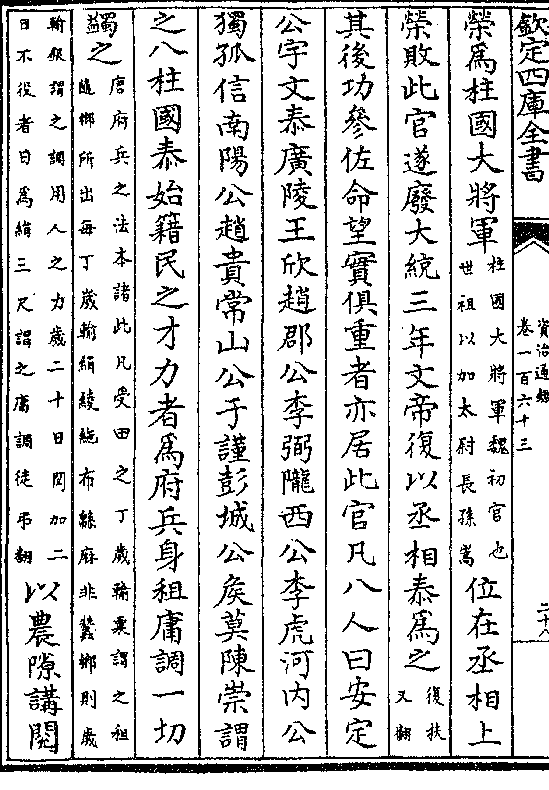 欽定四庫全書
資治通鑑
卷一百六十三
二十八
榮爲柱國大將軍
柱國大將軍魏初官也
世祖以加太尉長孫嵩
位在丞相上
榮敗此官遂廢大統三年文帝復以丞相泰爲之
復扶
又翻
其後功參佐命望實俱重者亦居此官凡八人曰安定
公宇文泰廣陵王欣趙郡公李弼隴西公李虎河内公
獨孤信南陽公趙貴常山公于謹彭城公侯莫陳崇謂
之八柱國泰始籍民之才力者爲府兵身租庸調一切
蠲之
唐府兵之法本諸此凡受田之丁歲輸粟謂之租
隨鄉所出每丁歲輸絹綾絁布緜麻非蠶鄉則歲
輸銀謂之調用人之力歲二十日閏加二
日不役者日爲絹三尺謂之庸調徒弔翻
以農隙講閱